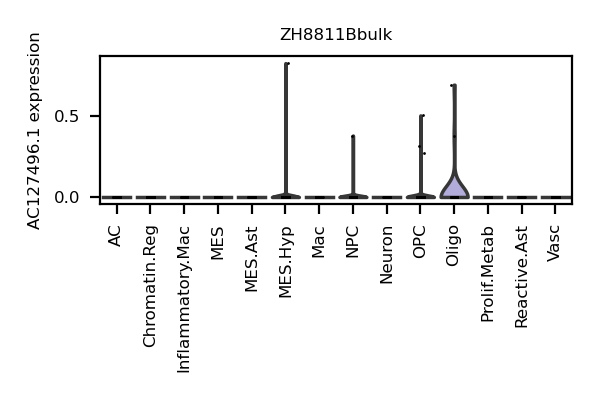 ZH8811Bbulk
AC127496.1 expression
0.5
0.0
AC
Chromatin.Reg
Inflammatory.Mac
MES
MES.Ast
MES.Hyp
Mac
NPC
Neuron
OPC
Oligo
Prolif.Metab
Reactive.Ast
Vasc